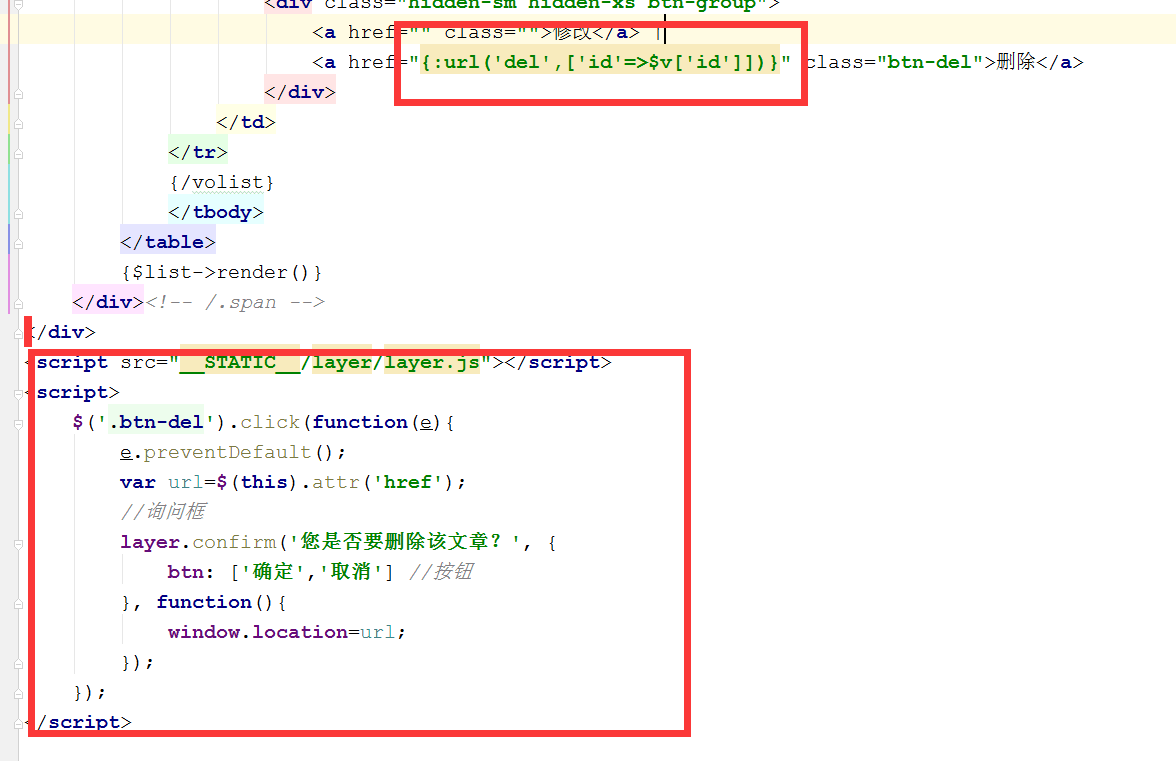 <div class="hidden-sm hidden-xs btn-group">
<a href="" class="">修改</a> |
<a href="{:url('del',['id'=>$v['id']])}" class="btn-del">删除</a>
</div>
</td>
</tr>
{/volist}
</tbody>
</table>
{$list->render()}
</div><!-- /.span -->
</div>
<script src="__STATIC__/layer/layer.js"></script>
<script>
$('.btn-del').click(function(e){
e.preventDefault();
var url=$(this).attr('href');
//询问框
layer.confirm('您是否要删除该文章？', {
btn: ['确定','取消'] //按钮
}, function(){
window.location=url;
});
});
</script>